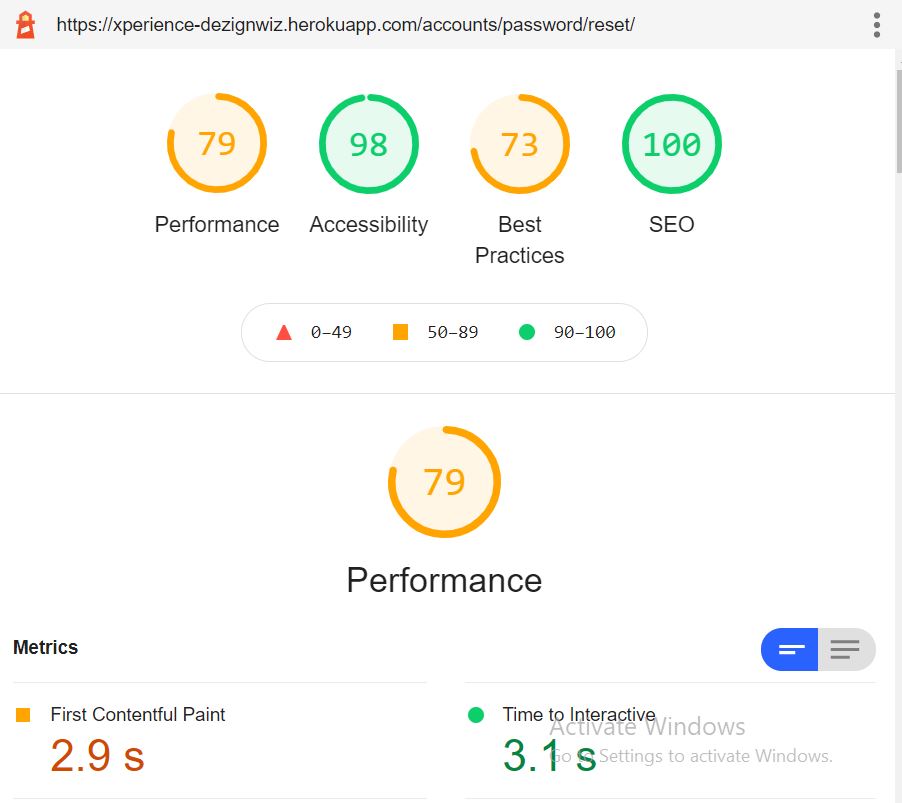 https://xperience-dezignwiz.herokuapp.com/accounts/password/reset/
79 98 73 100
Performance Accessibility Best Practices SEO
0–49 50–89 90–100
79
Performance
Metrics
First Contentful Paint
2.9 s
Time to Interactive
3.1 s
Activate Windows
Go to Settings to activate Windows.